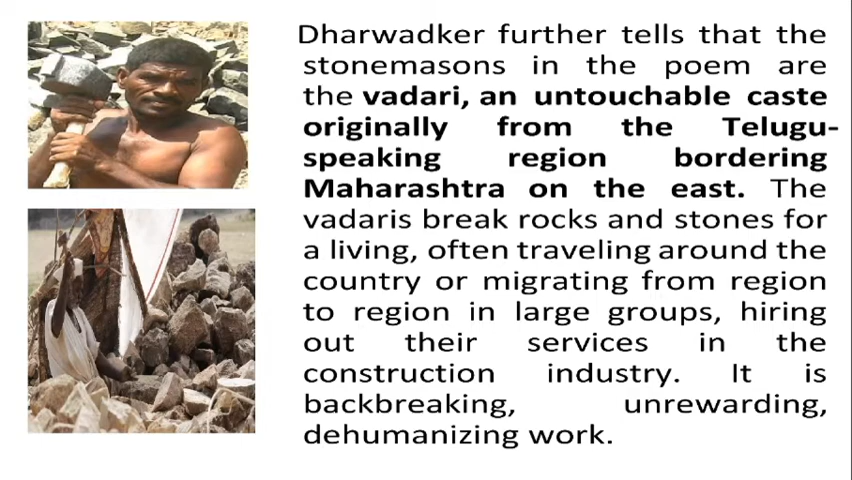 Dharwadker further tells that the
stonemasons in the poem are
the vadari, an untouchable caste
originally from the Telugu-
speaking region bordering
Maharashtra on the east. The
vadaris break rocks and stones for
a living, often traveling around the
country or migrating from region
to region in large groups, hiring
out their services in the
construction industry. It is
backbreaking, unrewarding,
dehumanizing work.